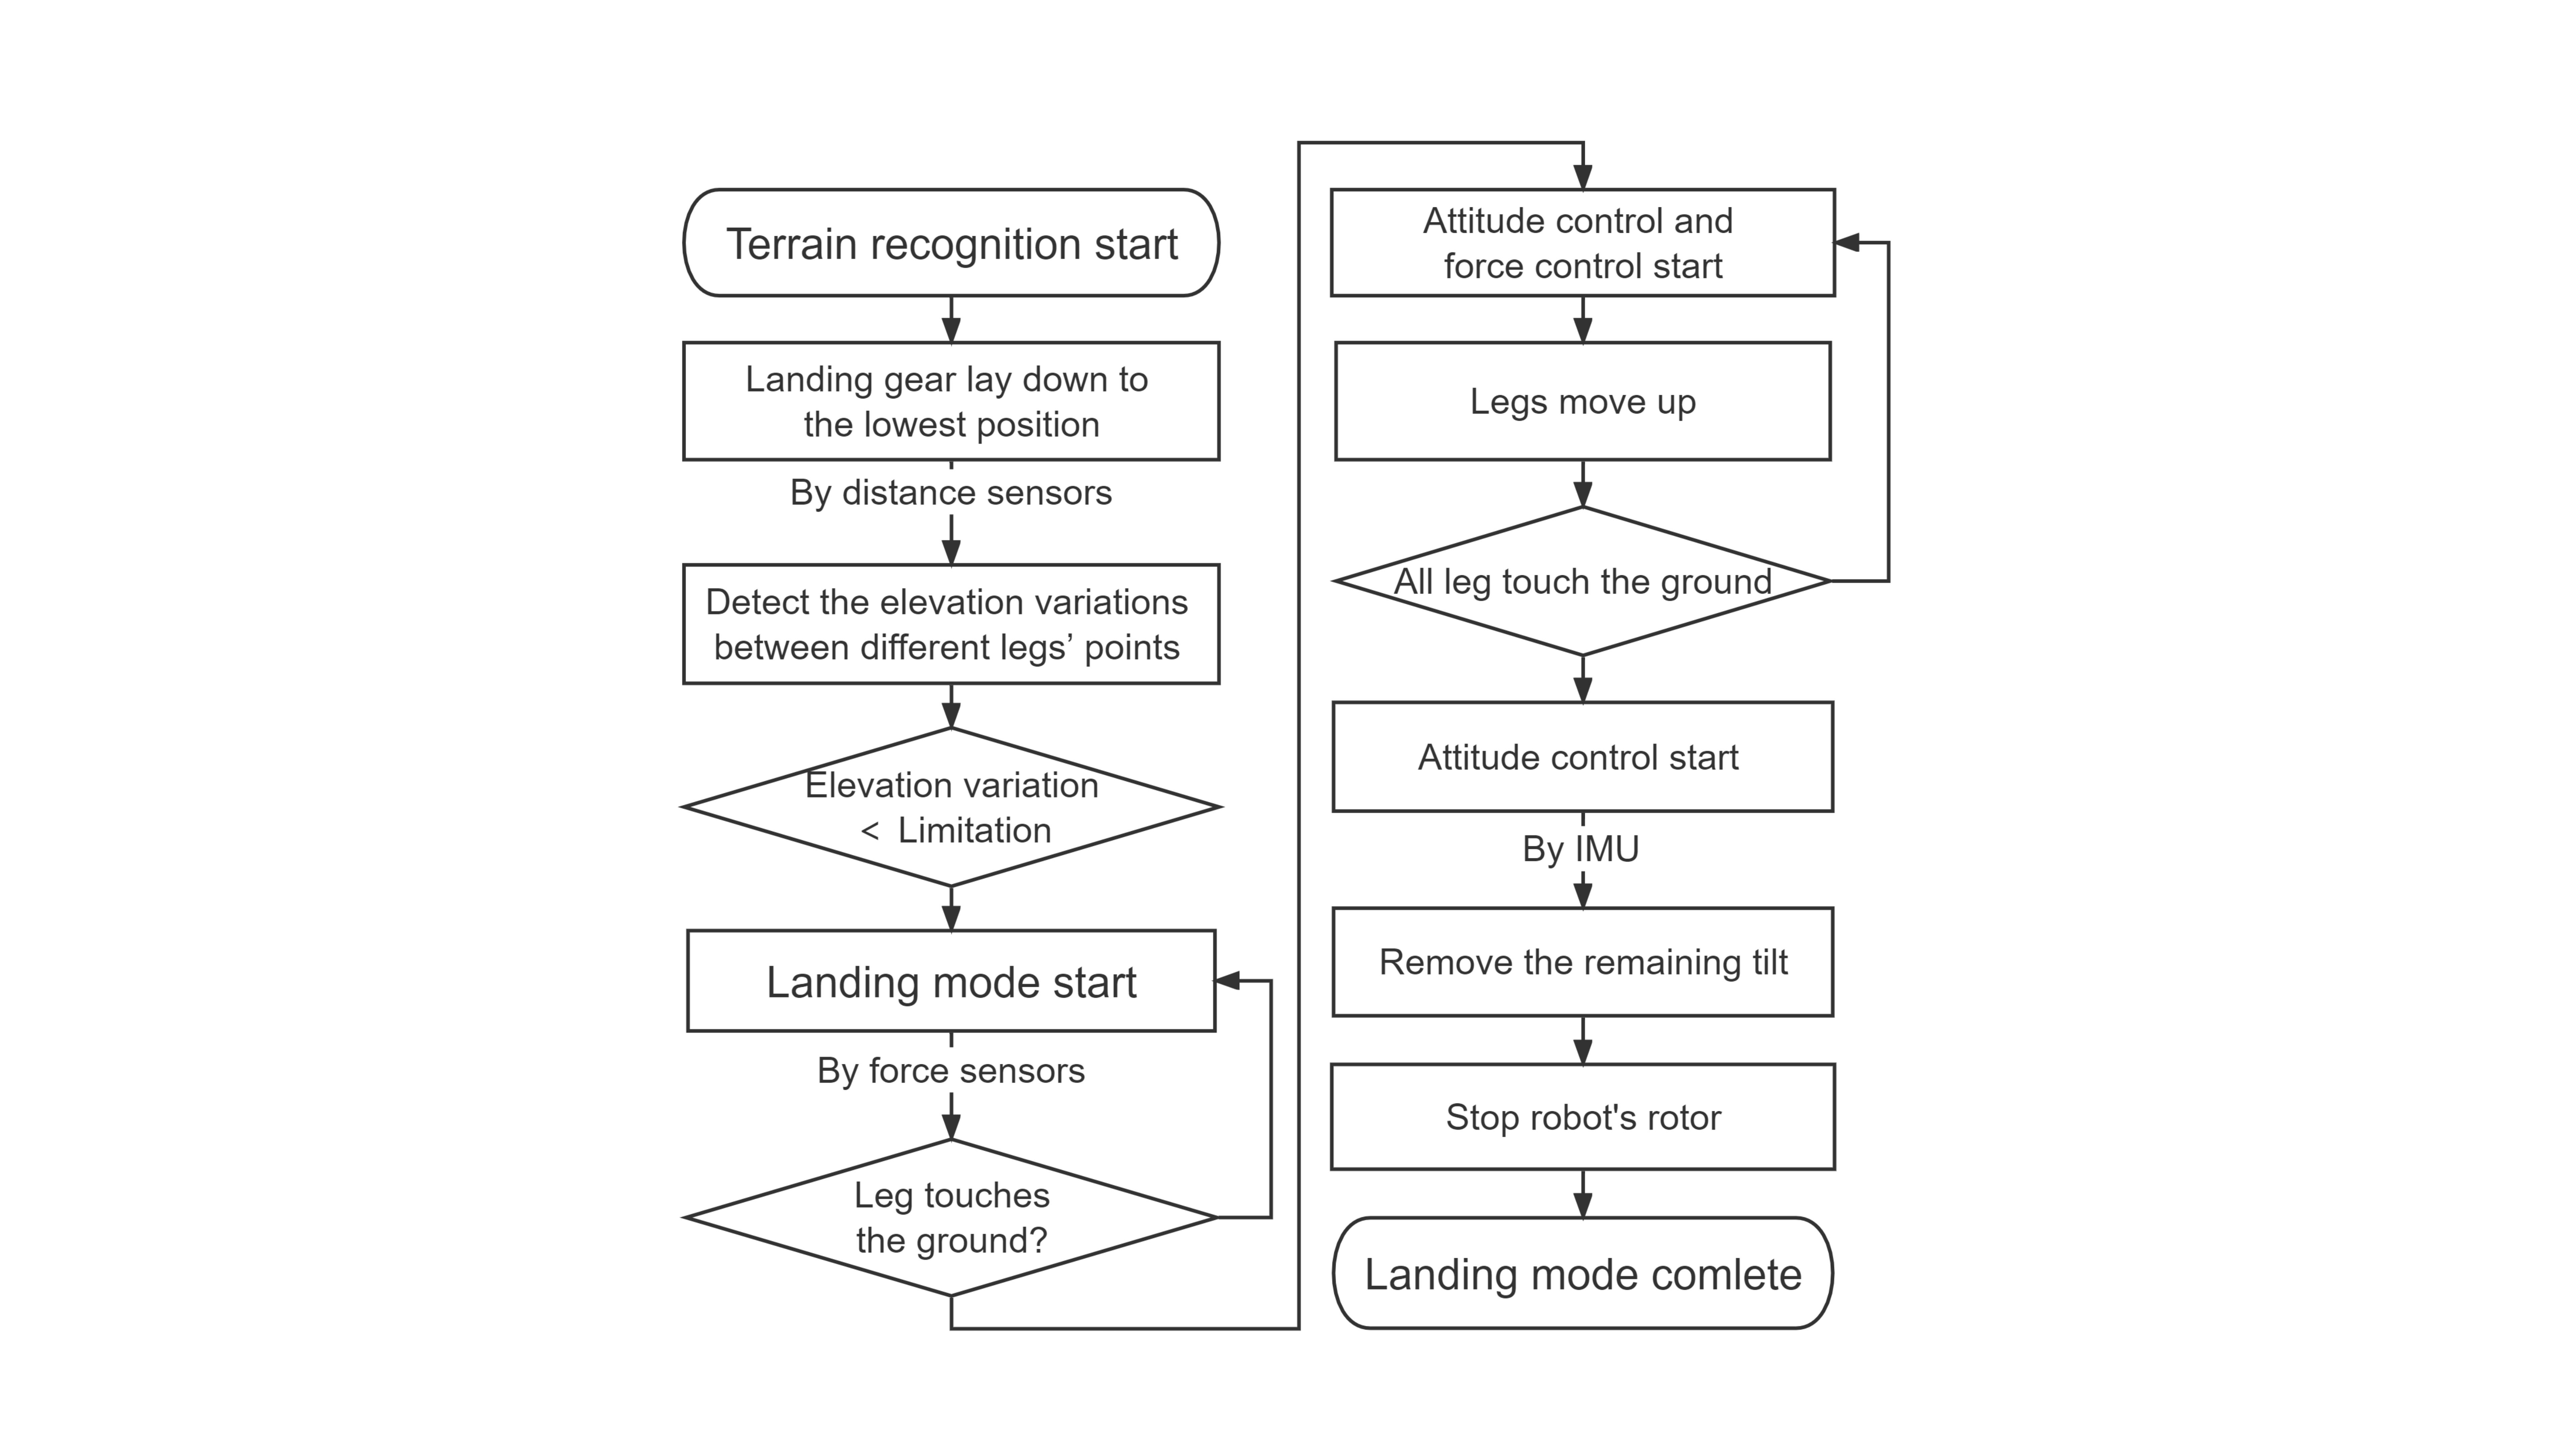 Terrain recognition start
Landing gear lay down to
the lowest position
By distance sensors
Detect the elevation variations
between different legs’ points
Elevation variation
< Limitation
Landing mode start
By force sensors
Leg touches
the ground?
Attitude control and
force control start
Legs move up
All leg touch the ground
Attitude control start
By IMU
Remove the remaining tilt
Stop robot's rotor
Landing mode comlete